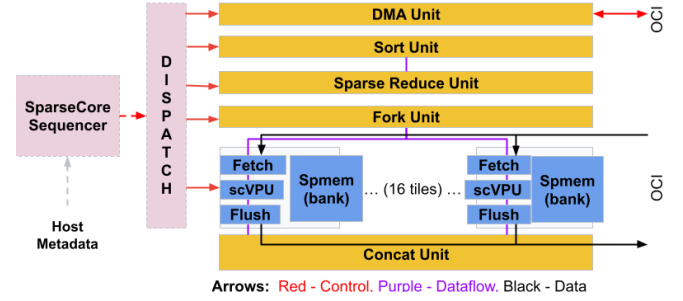 DMA Unit
OCI
Sort Unit
DISPATCH
Sparse Reduce Unit
SparseCore
Sequencer
Fork Unit
Fetch
scVPU
Flush
Spmem
(bank)
... (16 tiles) ...
Fetch
scVPU
Flush
Spmem
(bank)
OCI
Host
Metadata
Concat Unit
Arrows: Red - Control, Purple - Dataflow, Black - Data